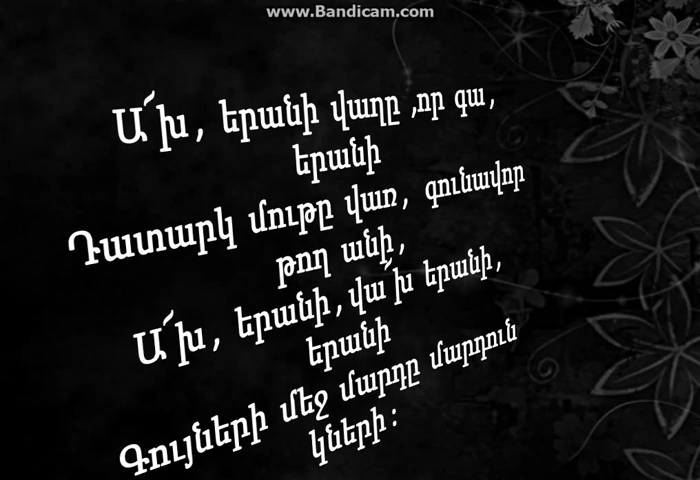 www.Bandicam.com
Ա՜խ, երանի վաղը ,որ գա,
երանի
Դատարկ մութը վառ, գունավոր
թող անի,
Ա՜խ, երանի, վա՜խ երանի,
երանի
Գույների մեջ մարդը մարդուն
կների: